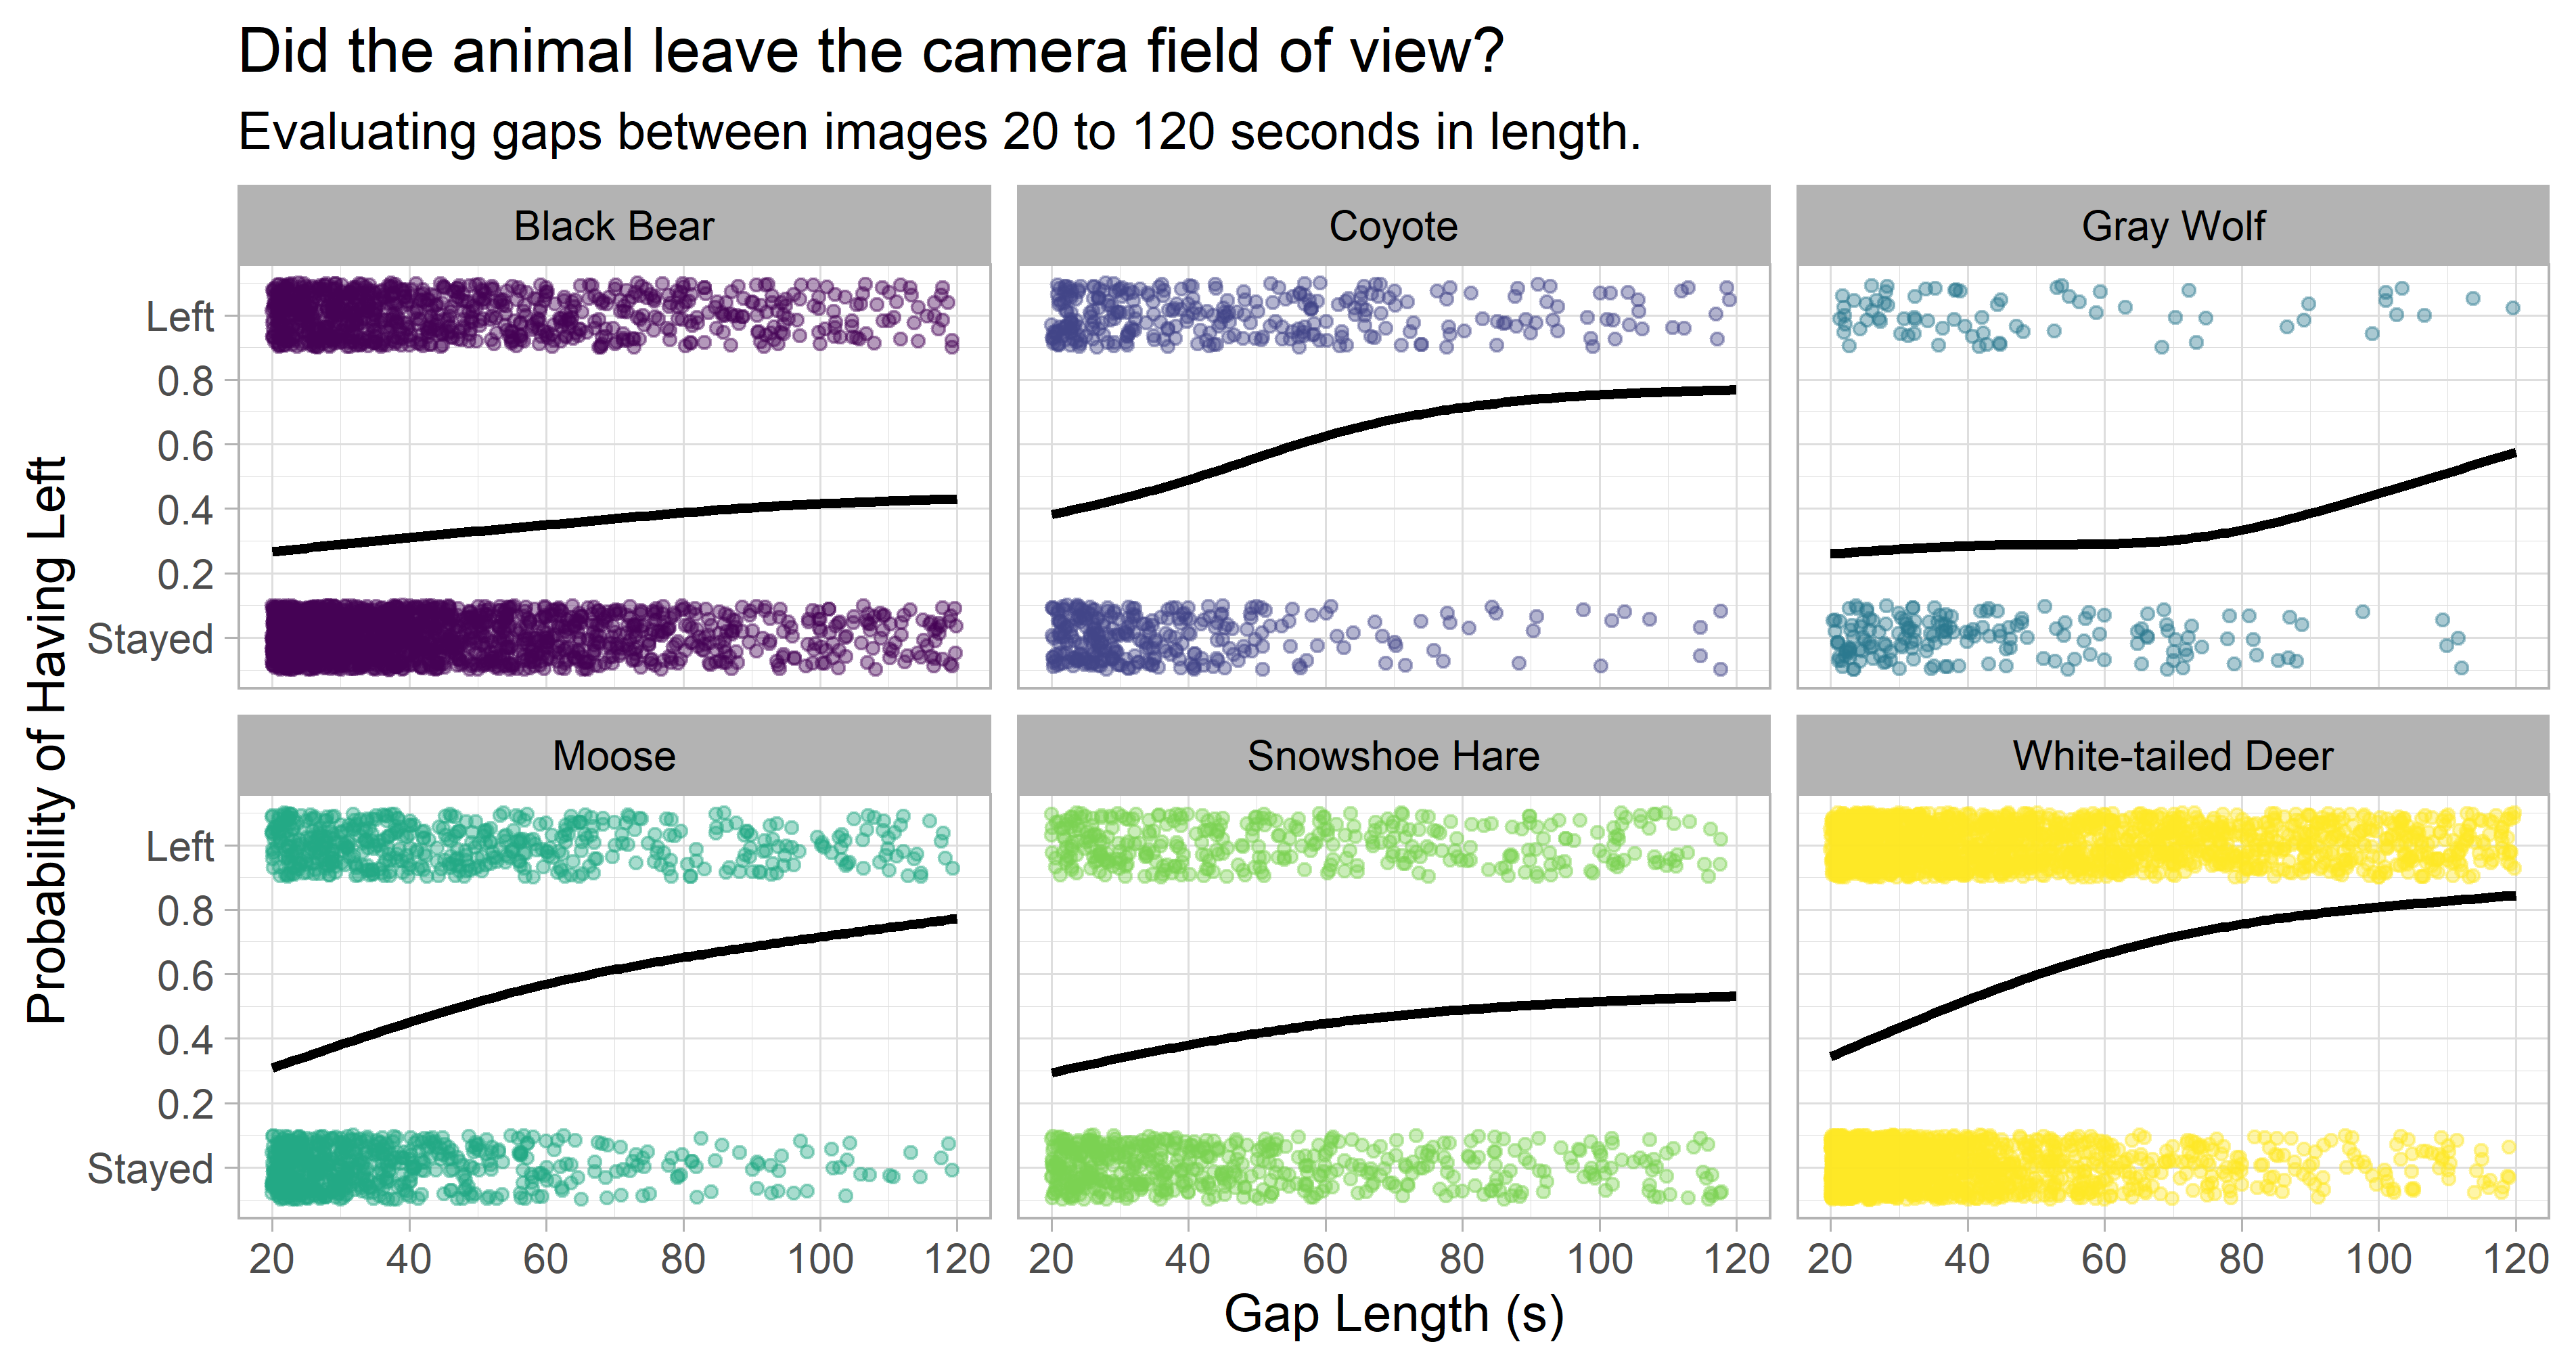 Did the animal leave the camera field of view?
Evaluating gaps between images 20 to 120 seconds in length.
Black Bear
Coyote
Gray Wolf
Left
0.8
0.6
0.4
0.2
Stayed
Probability of Having Left
Moose
Snowshoe Hare
White-tailed Deer
Left
0.8
0.6
0.4
0.2
Stayed
20 40 60 80 100 120
20 40 60 80 100 120
20 40 60 80 100 120
Gap Length (s)